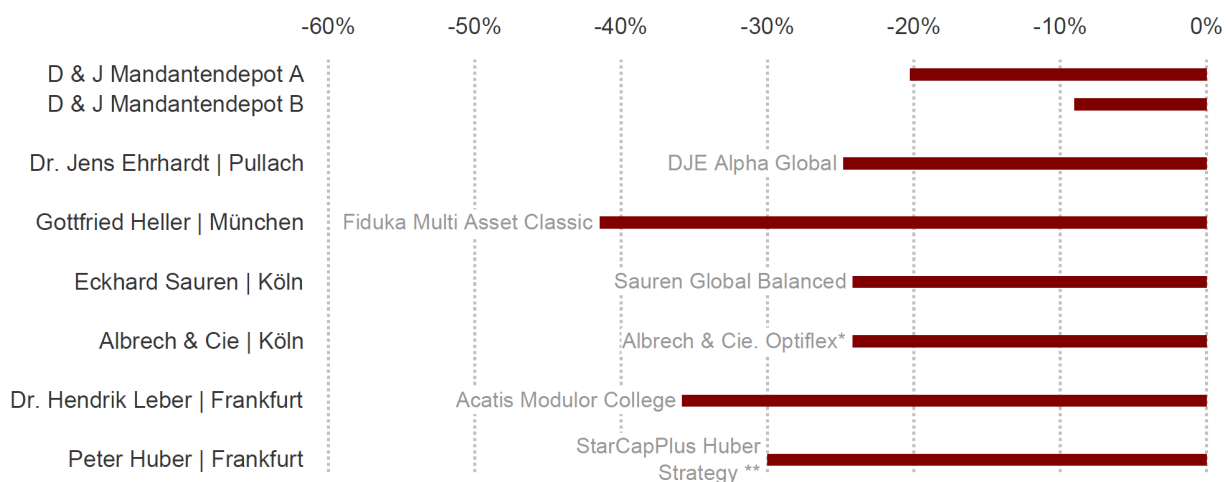 -60% -50% -40% -30% -20% -10% 0%
D & J Mandantendepot A
D & J Mandantendepot B
Dr. Jens Ehrhardt | Pullach DJE Alpha Global
Gottfried Heller | München Fiduka Multi Asset Classic
Eckhard Sauren | Köln Sauren Global Balanced
Albrech & Cie | Köln Albrech & Cie. Optiflex*
Dr. Hendrik Leber | Frankfurt Acatis Modulor College
Peter Huber | Frankfurt StarCapPlus Huber
Strategy **